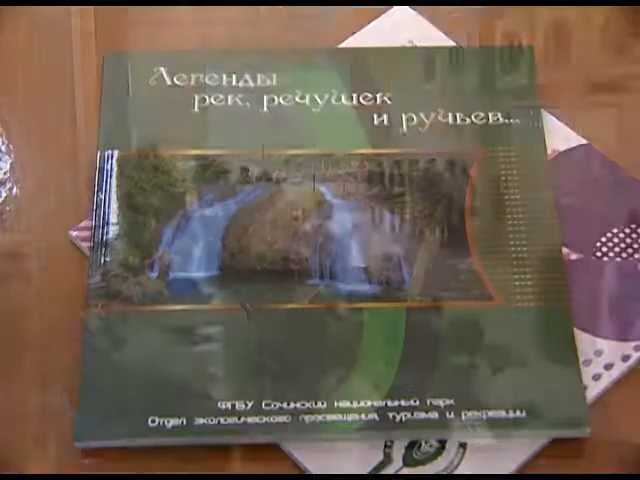 Легенды
рек, речушек
и ручьев...
ФГБУ Сочинский национальный парк
Отдел экологического просвещения, туризма и рекреации